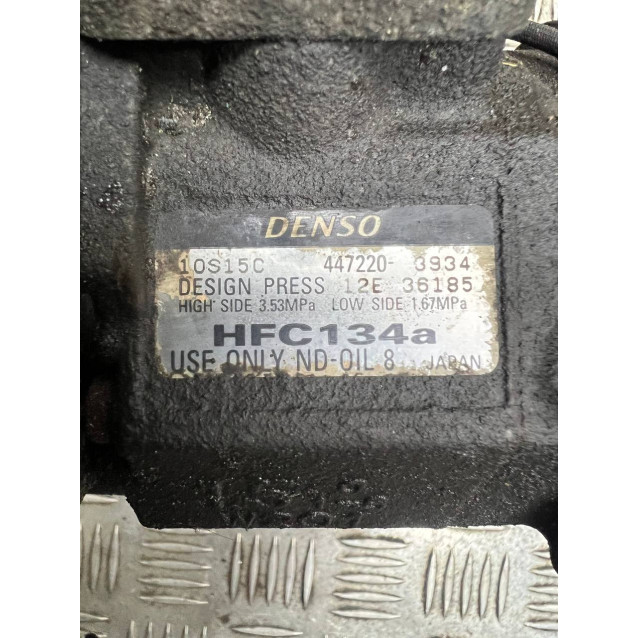 DENSO
10S15C 447220- 3934
DESIGN PRESS 12E 36185
HIGH SIDE 3.53MPa LOW SIDE 1.67MPa
HFC134a
USE ONLY ND-OIL 8 JAPAN